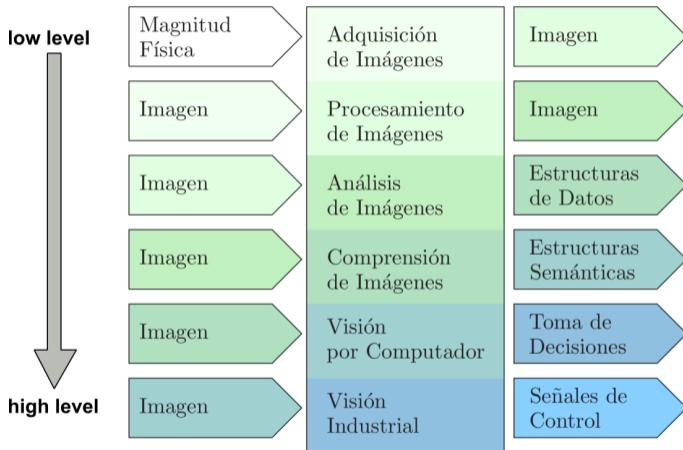 low level
Magnitud
Física
Adquisición
de Imágenes
Imagen
Imagen
Procesamiento
de Imágenes
Imagen
Imagen
Análisis
de Imágenes
Estructuras
de Datos
Imagen
Comprensión
de Imágenes
Estructuras
Semánticas
Imagen
Visión
por Computador
Toma de
Decisiones
high level
Imagen
Visión
Industrial
Señales de
Control